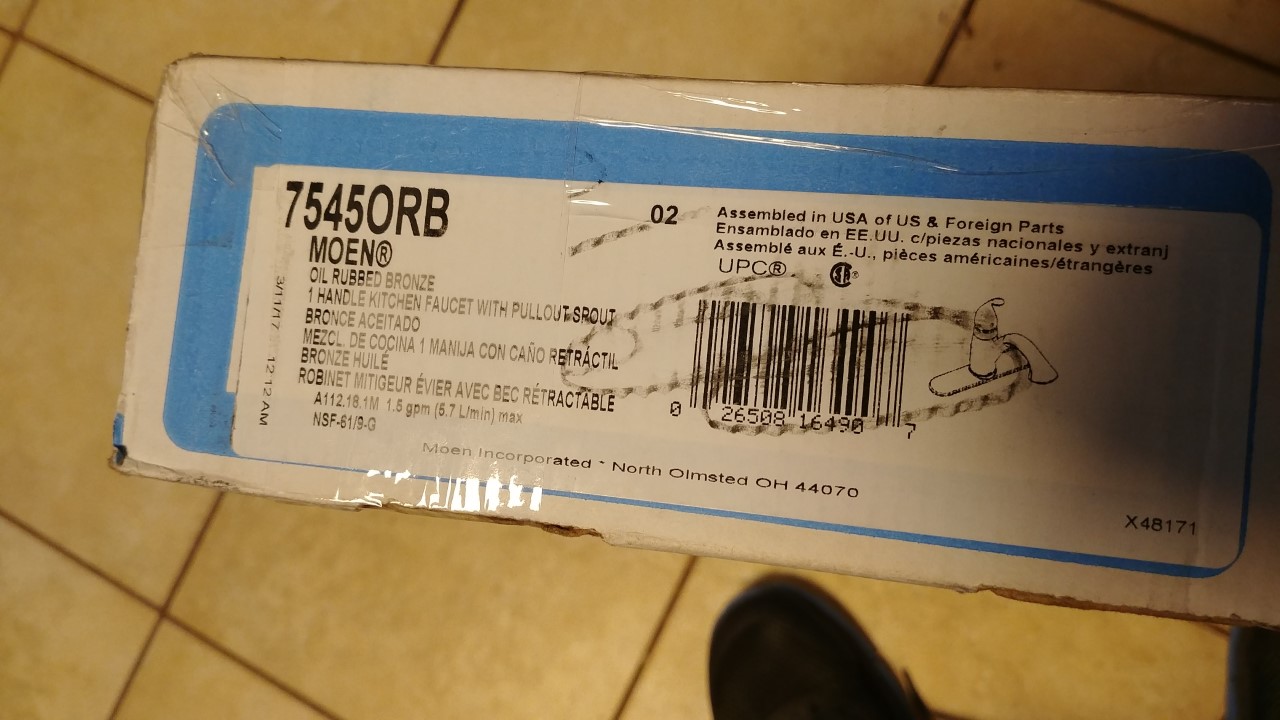 7545ORB
MOEN®
OIL RUBBED BRONZE
1 HANDLE KITCHEN FAUCET WITH PULLOUT SPOUT
BRONCE ACEITADO
MEZCL. DE COCINA 1 MANIJA CON CAÑO RETRÁCTIL
BRONZE HUILÉ
ROBINET MITIGEUR ÉVIER AVEC BEC RÉTRACTABLE
A112.18.1M 1.5 gpm (5.7 L/min) max
NSF-61/9-G
3/11/17 12:12 AM
02
Assembled in USA of US & Foreign Parts
Ensamblado en EE.UU. c/piezas nacionales y extranj
Assemblé aux É.-U., pièces américaines/étrangères
UPC®
0 26508 16490 7
Moen Incorporated * North Olmsted OH 44070
X48171